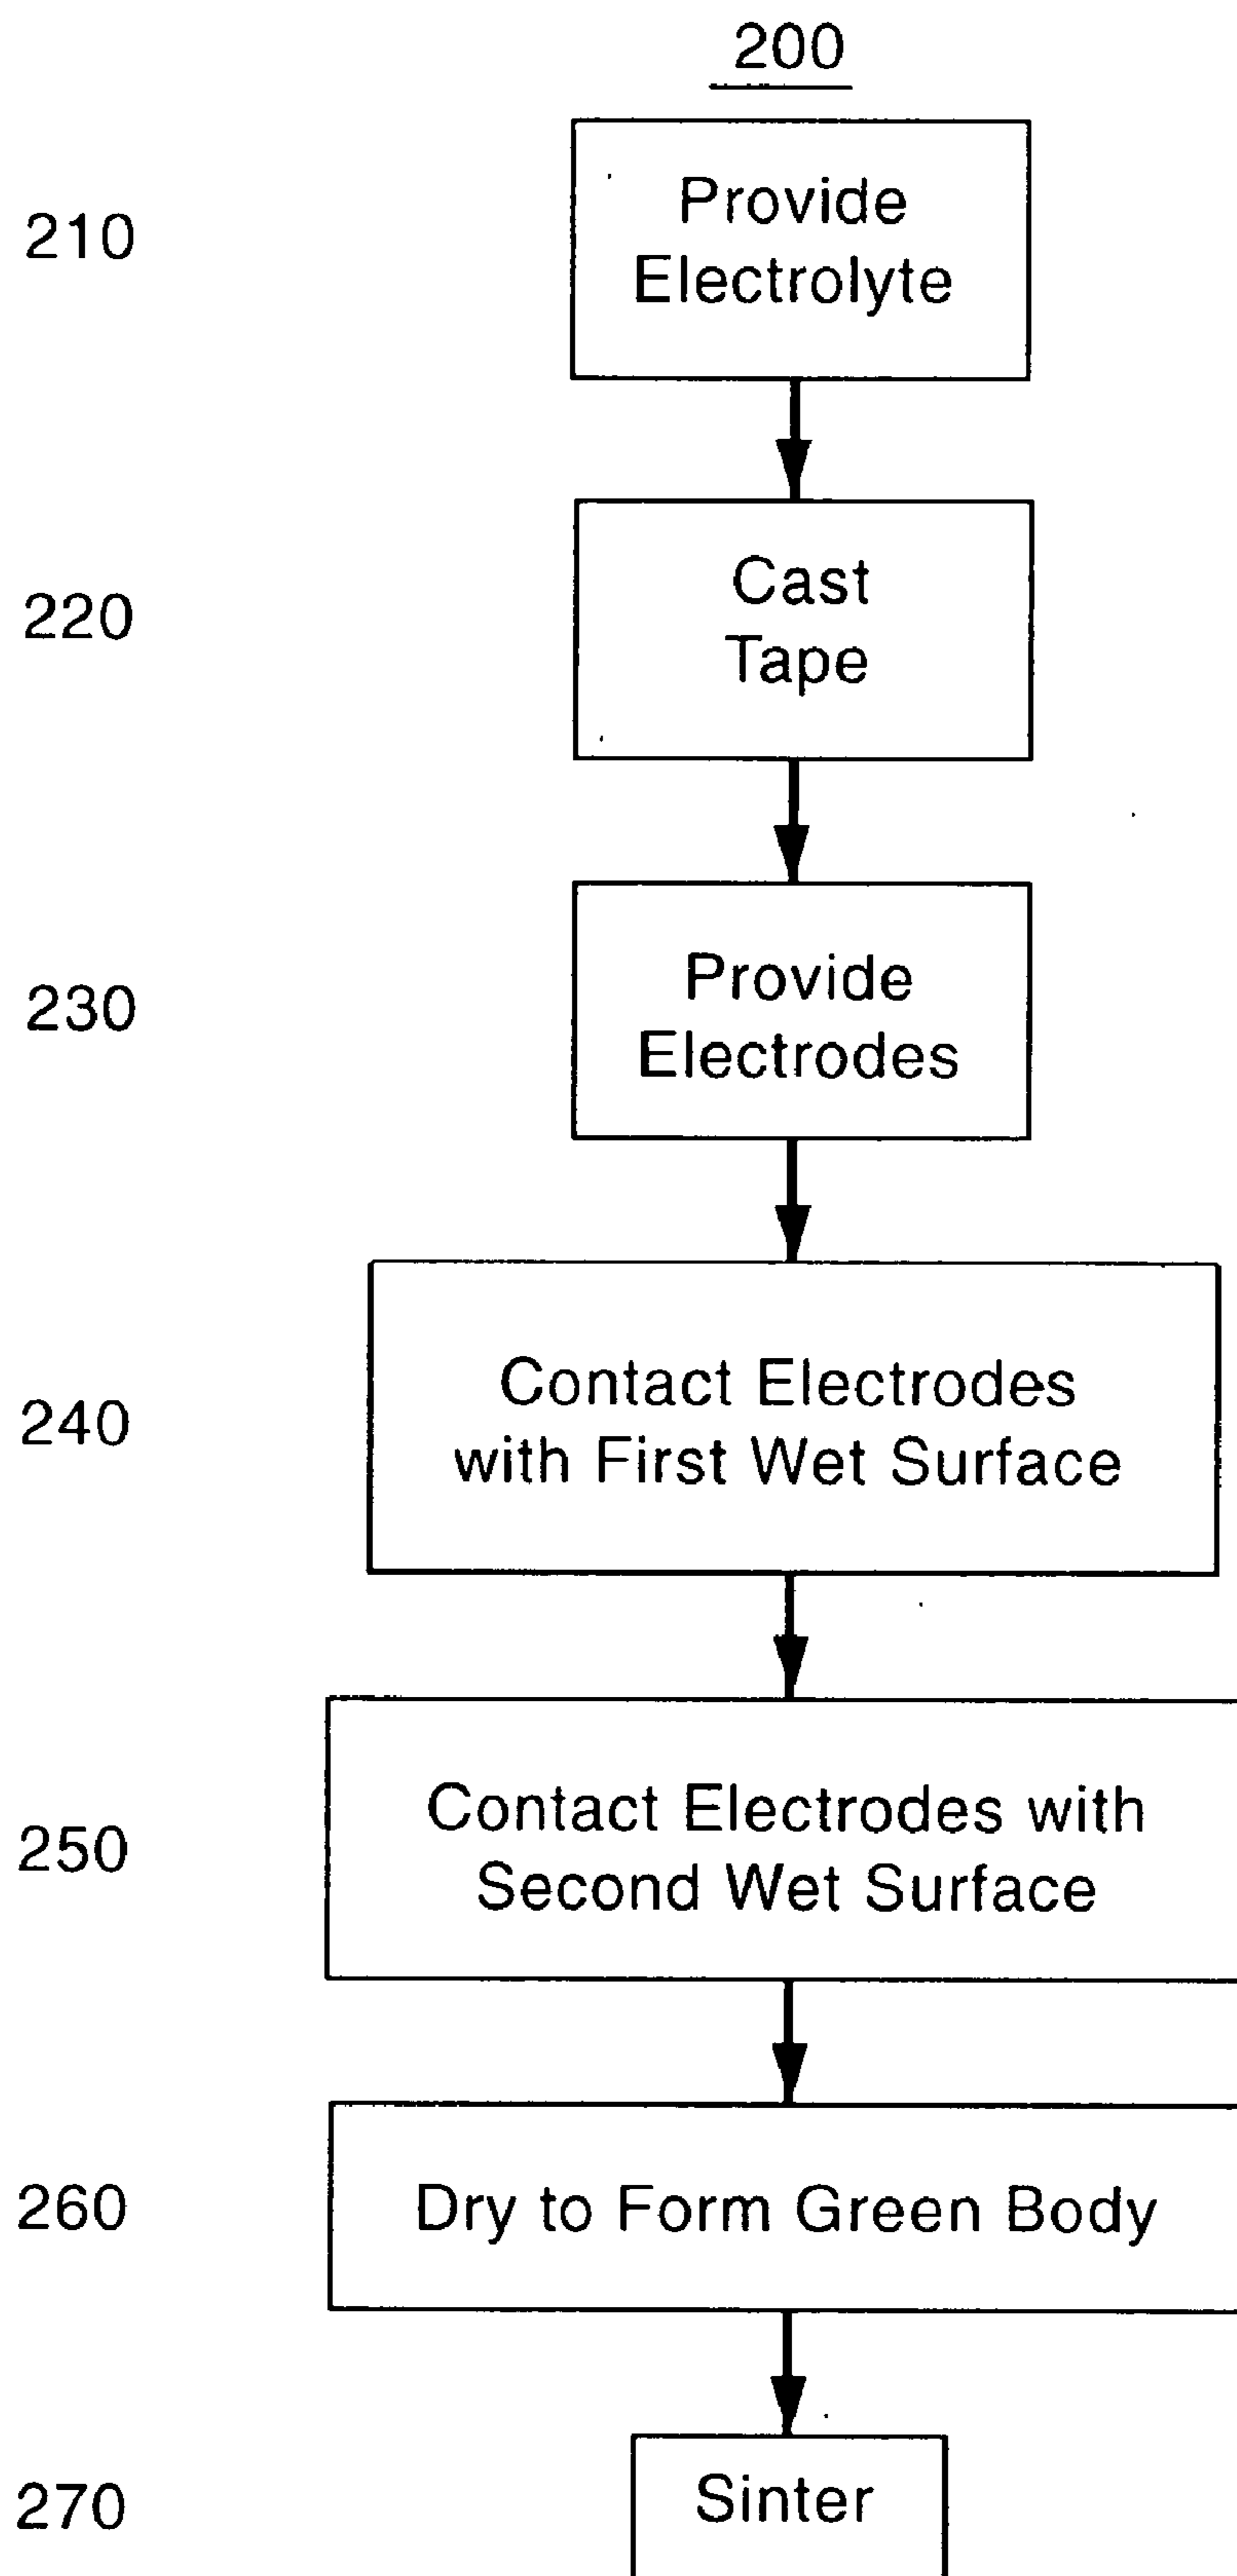 200
210
Provide
Electrolyte
220
Cast
Tape
230
Provide
Electrodes
240
Contact Electrodes
with First Wet Surface
250
Contact Electrodes with
Second Wet Surface
260
Dry to Form Green Body
270
Sinter